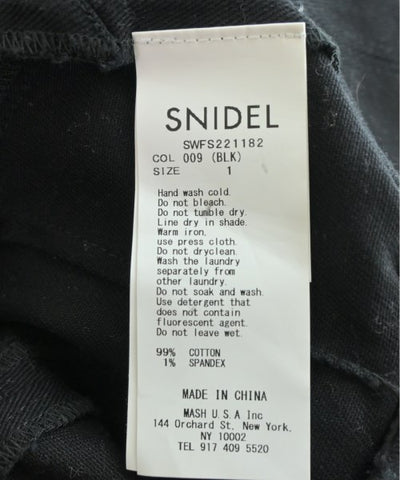 SNIDEL
SWFS221182
COL 009 (BLK)
SIZE 1
Hand wash cold.
Do not bleach.
Do not tumble dry.
Line dry in shade.
Warm iron,
use press cloth.
Do not dryclean.
Wash the laundry
separately from
other laundry.
Do not soak and wash.
Use detergent that
does not contain
fluorescent agent.
Do not leave wet.
99% COTTON
1% SPANDEX
MADE IN CHINA
MASH U.S.A Inc
144 Orchard St. New York,
NY 10002
TEL 917 409 5520